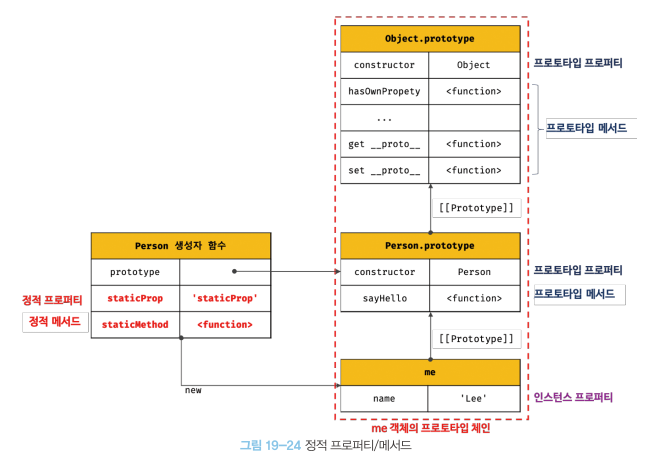 Object.prototype
constructor Object 프로토타입 프로퍼티
hasOwnPropety <function>
...
프로토타입 메서드
get __proto__ <function>
set __proto__ <function>
[[Prototype]]
Person 생성자 함수
Person.prototype
prototype
constructor Person 프로토타입 프로퍼티
정적 프로퍼티 staticProp 'staticProp'
sayHello <function> 프로토타입 메서드
정적 메서드 staticMethod <function>
[[Prototype]]
me
new
name 'Lee' 인스턴스 프로퍼티
me 객체의 프로토타입 체인
그림 19-24 정적 프로퍼티/메서드